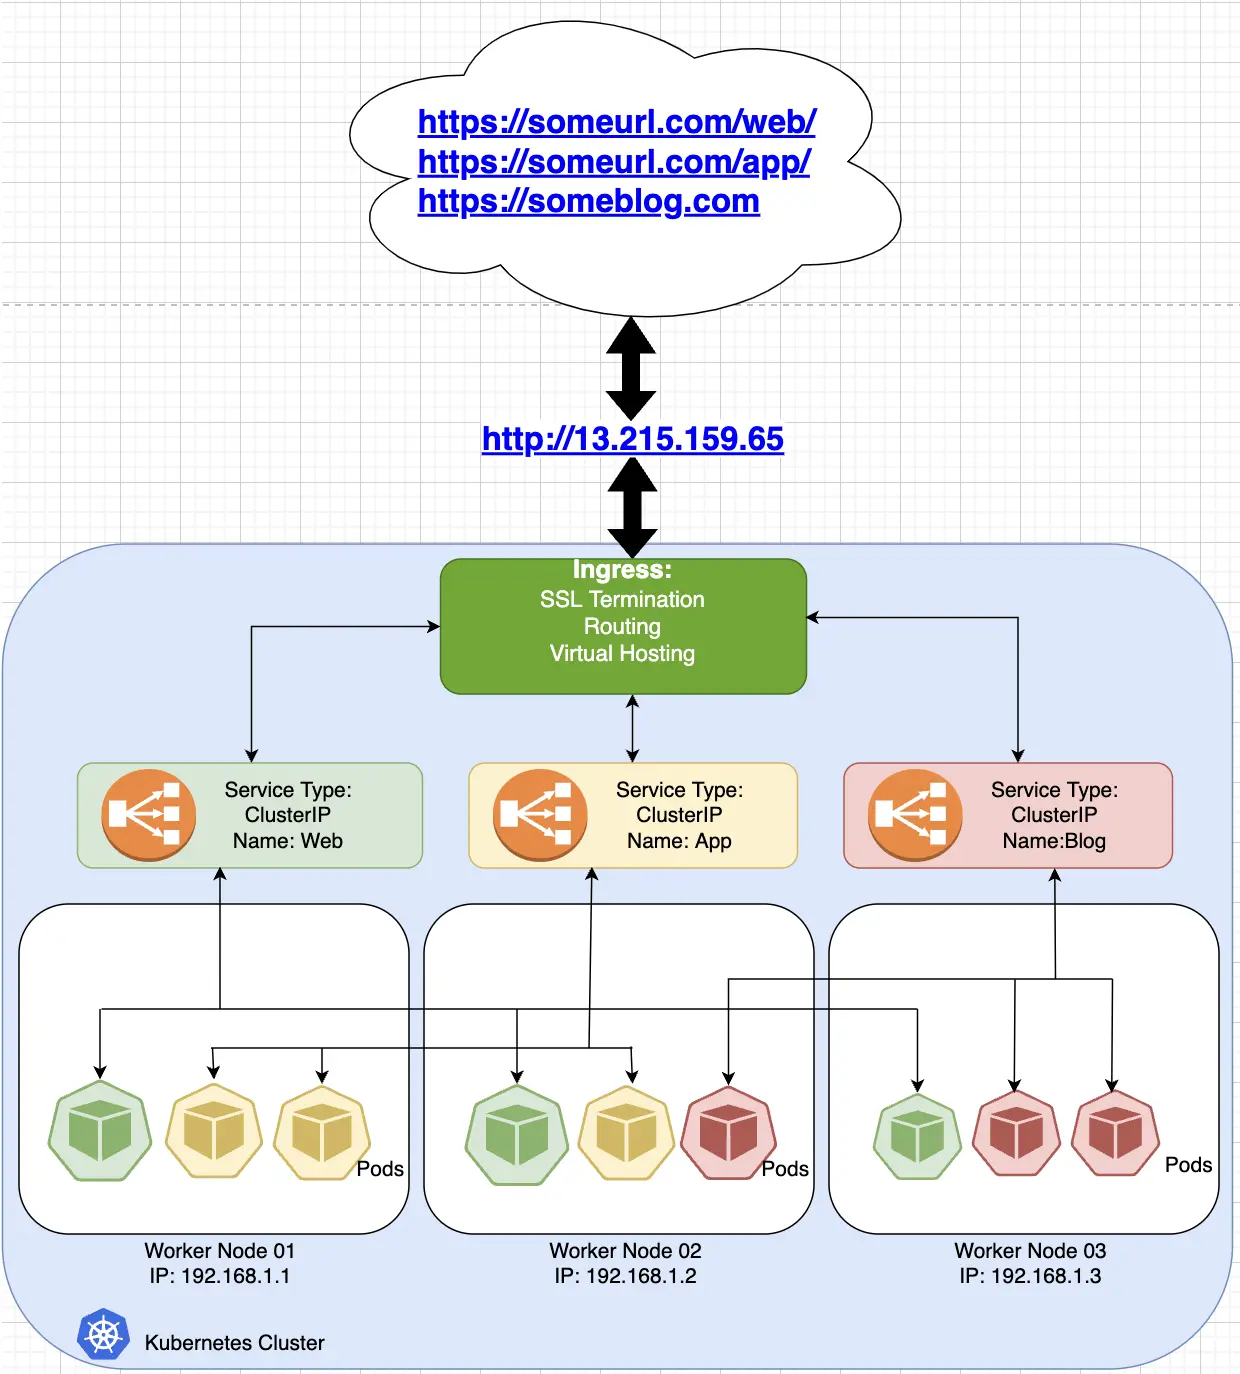 https://someurl.com/web/
https://someurl.com/app/
https://someblog.com
http://13.215.159.65
Ingress:
SSL Termination
Routing
Virtual Hosting
Service Type:
ClusterIP
Name: Web
Service Type:
ClusterIP
Name: App
Service Type:
ClusterIP
Name:Blog
Pods
Pods
Pods
Worker Node 01
IP: 192.168.1.1
Worker Node 02
IP: 192.168.1.2
Worker Node 03
IP: 192.168.1.3
Kubernetes Cluster